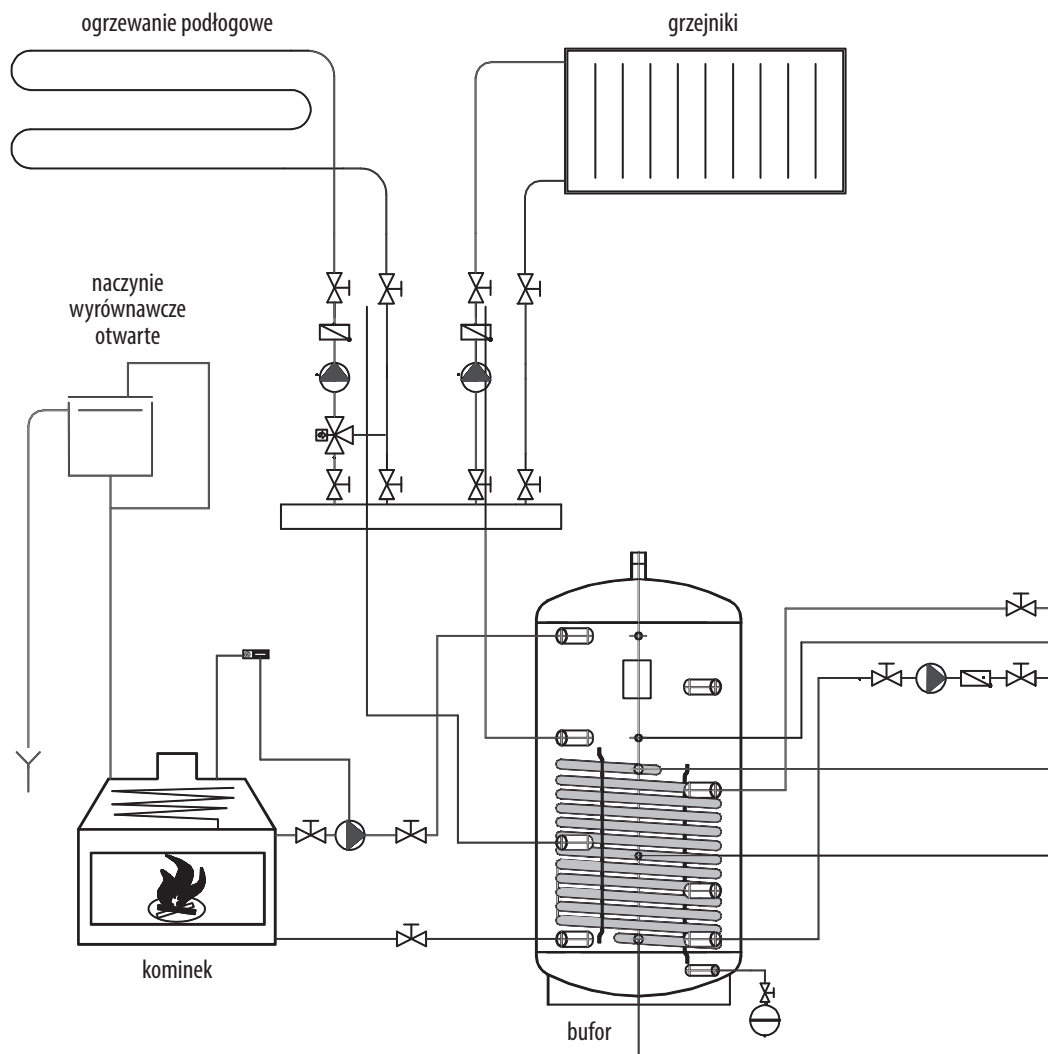 ogrzewanie podłogowe
grzejniki
naczynie
wyrównawcze
otwarte
kominek
bufor